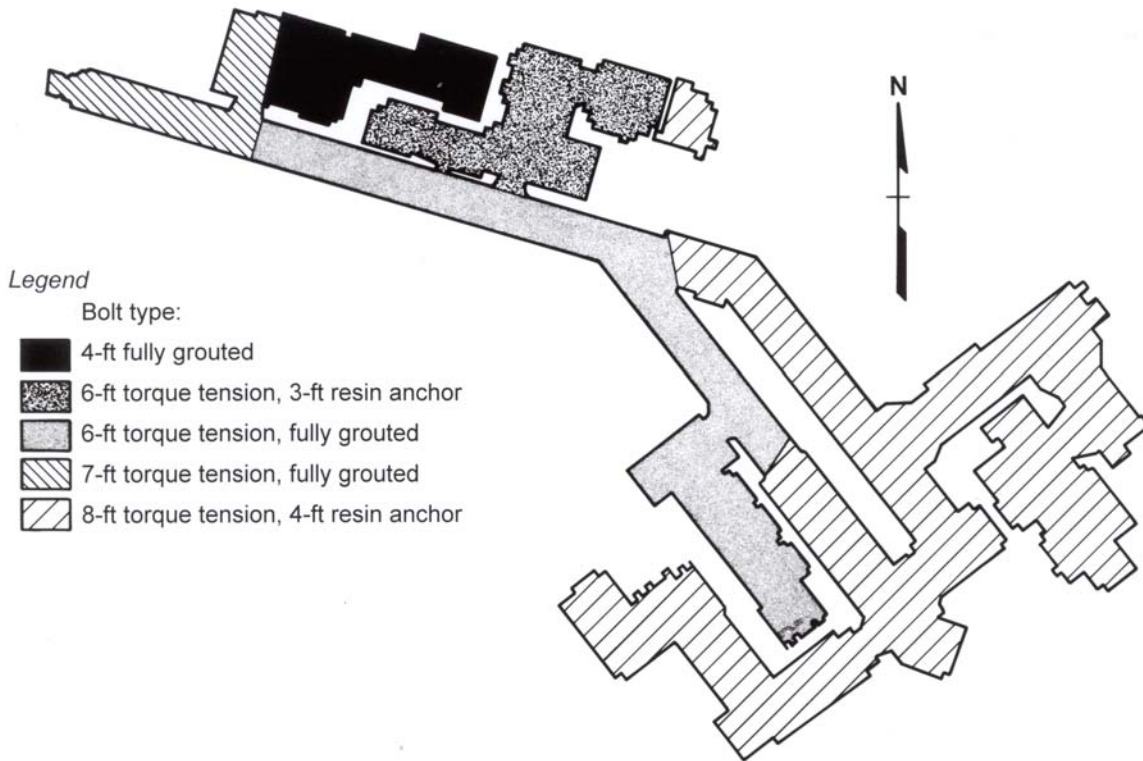 N
Legend
Bolt type:
4-ft fully grouted
6-ft torque tension, 3-ft resin anchor
6-ft torque tension, fully grouted
7-ft torque tension, fully grouted
8-ft torque tension, 4-ft resin anchor